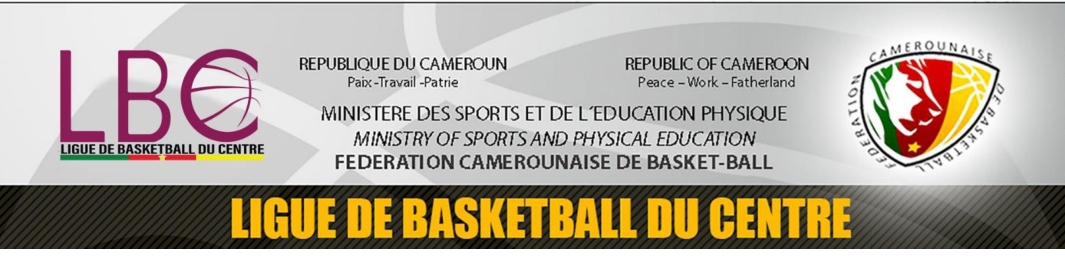 LBC
LIGUE DE BASKETBALL DU CENTRE
REPUBLIQUE DU CAMEROUN
Paix -Travail -Patrie
REPUBLIC OF CAMEROON
Peace – Work – Fatherland
MINISTERE DES SPORTS ET DE L'EDUCATION PHYSIQUE
MINISTRY OF SPORTS AND PHYSICAL EDUCATION
FEDERATION CAMEROUNAISE DE BASKET-BALL
FEDERATION CAMEROUNAISE DE BASKETBALL
LIGUE DE BASKETBALL DU CENTRE